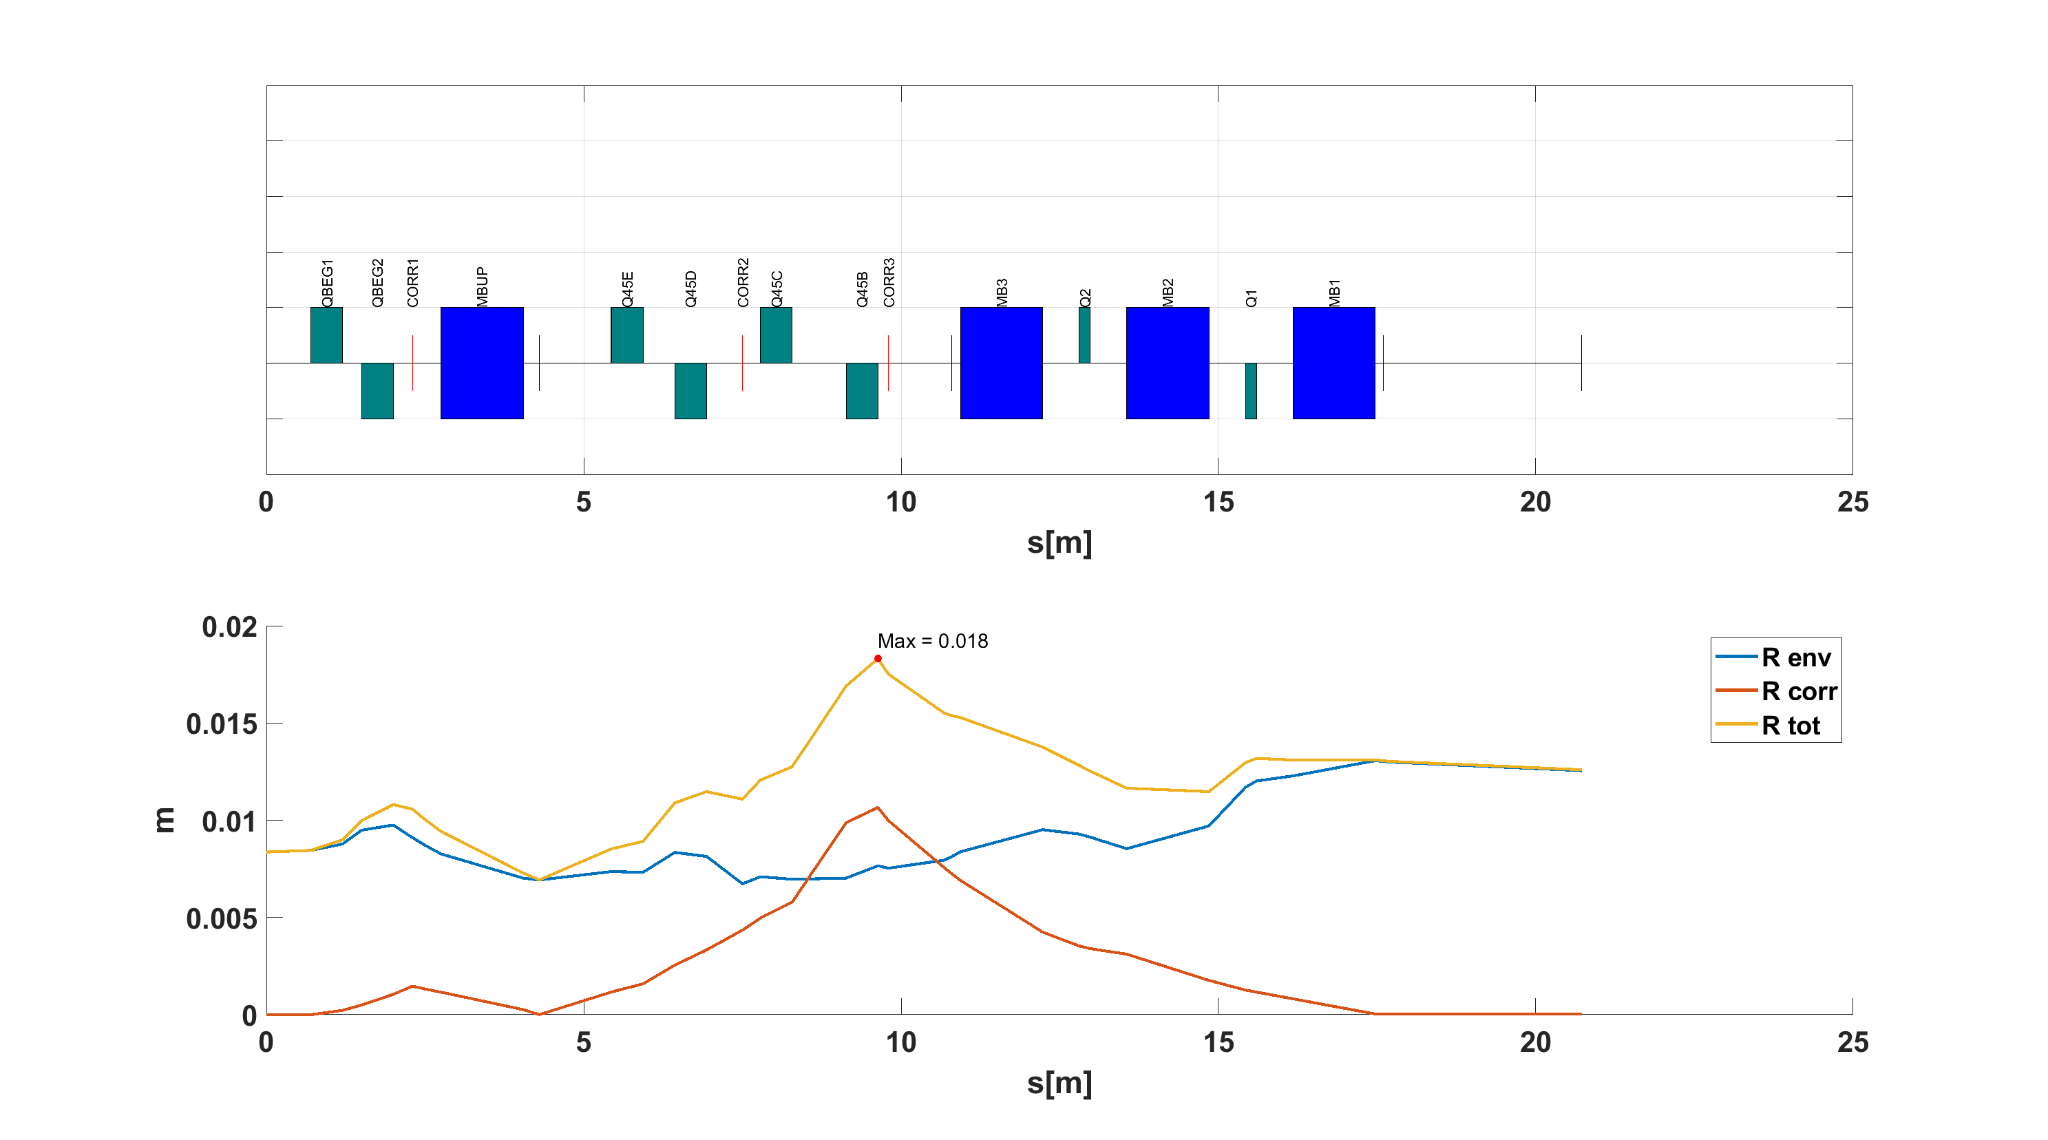 QBEG1
QBEG2
CORR1
MBUP
Q45E
Q45D
CORR2
Q45C
Q45B
CORR3
MB3
Q2
MB2
Q1
MB1
0 5 10 15 20 25
s[m]
0.02
0.015
0.01
0.005
0
m
Max = 0.018
R env
R corr
R tot
0 5 10 15 20 25
s[m]